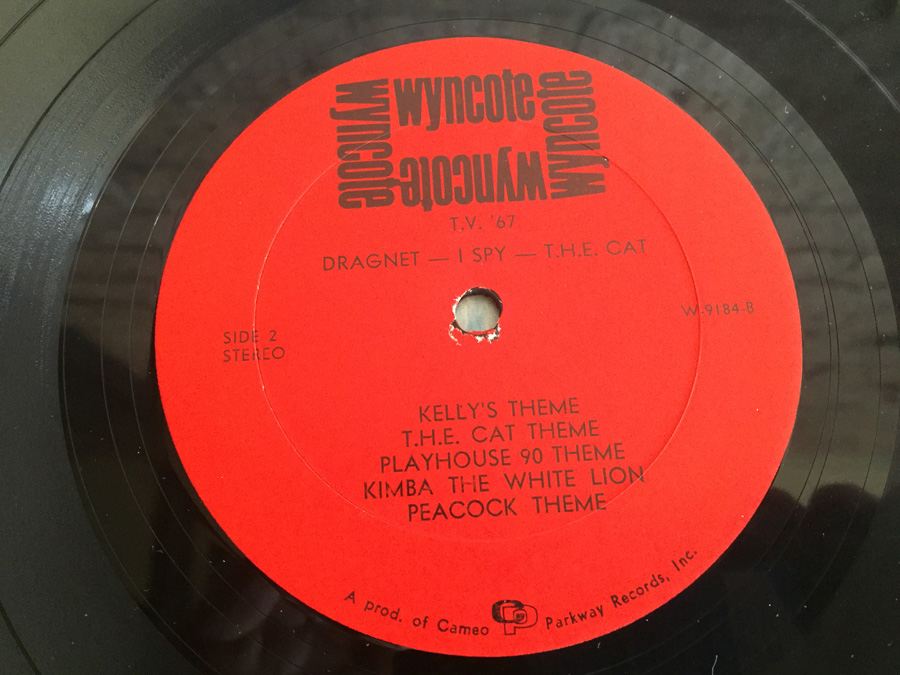 wyncote
wyncote
wyncote
wyncote
T.V. '67
DRAGNET — I SPY — T.H.E. CAT
W-9184-B
SIDE 2
STEREO
KELLY'S THEME
T.H.E. CAT THEME
PLAYHOUSE 90 THEME
KIMBA THE WHITE LION
PEACOCK THEME
A prod. of Cameo CP Parkway Records, Inc.